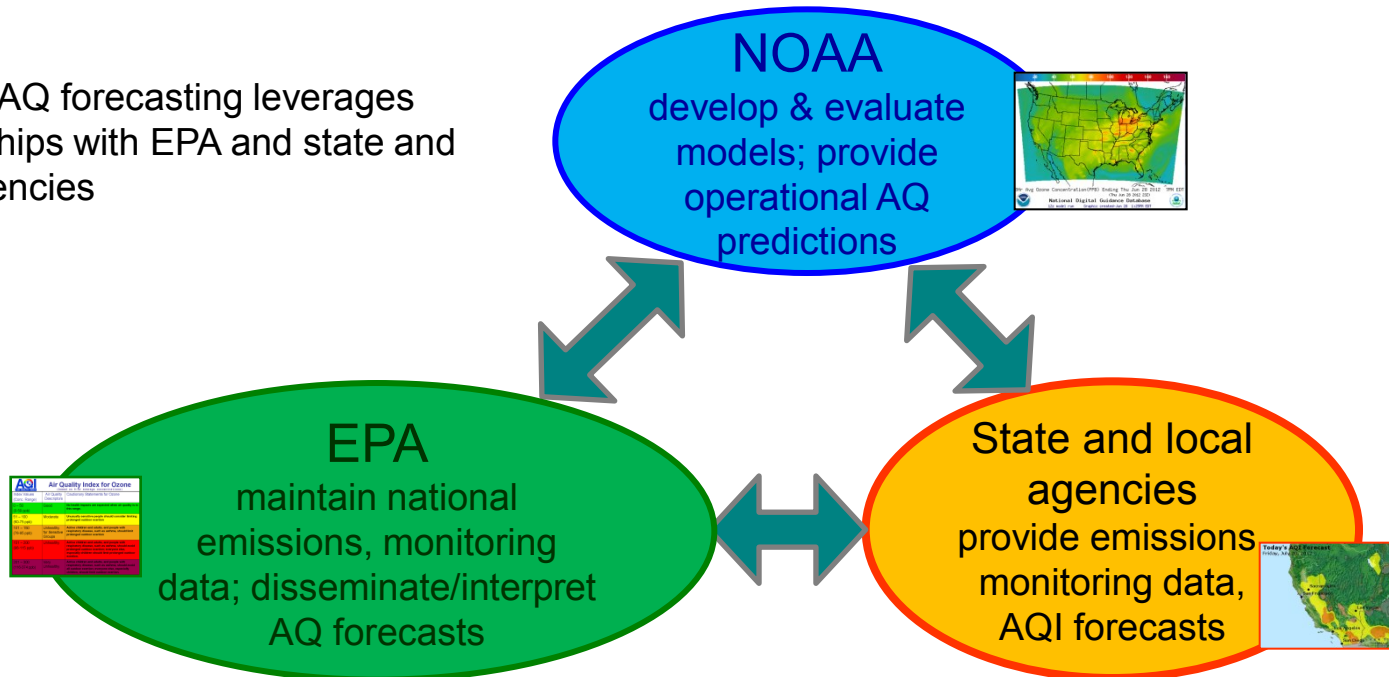 AQ forecasting leverages
hips with EPA and state and
encies
NOAA
develop & evaluate
models; provide
operational AQ
predictions
National Digital Guidance Database
EPA
maintain national
emissions, monitoring
data; disseminate/interpret
AQ forecasts
AQI
Air Quality Index for Ozone
State and local
agencies
provide emissions
monitoring data,
AQI forecasts
Today's AQI Forecast